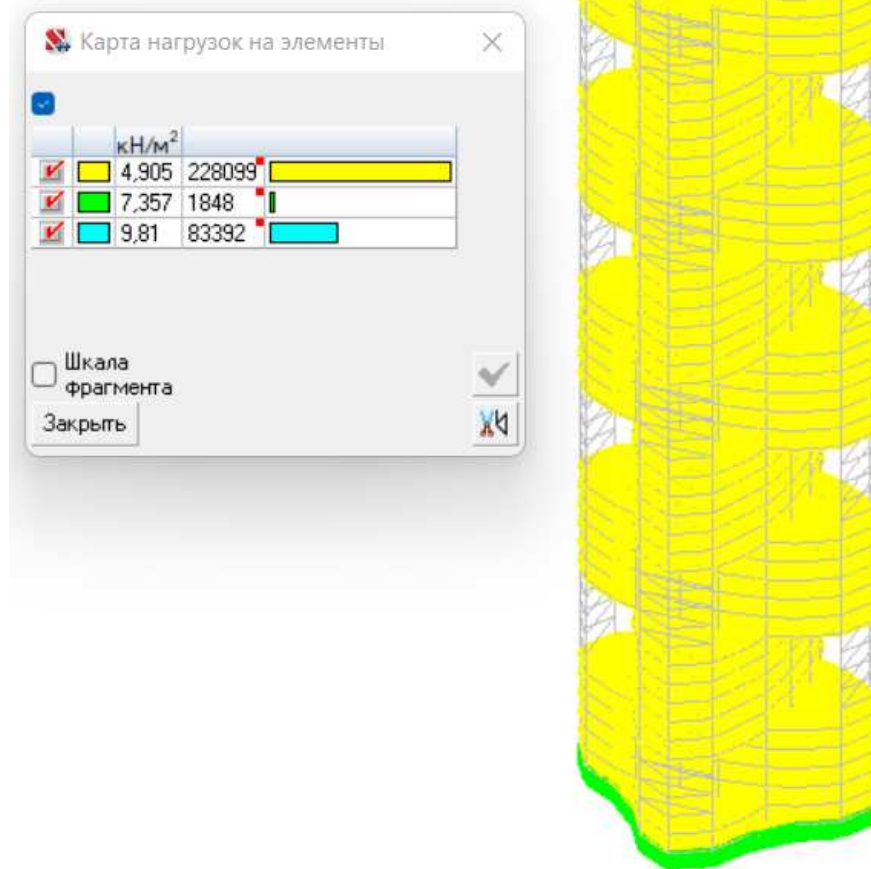 Карта нагрузок на элементы
кН/м²
4,905 228099
7,357 1848
9,81 83392
Шкала
фрагмента
Закрыть